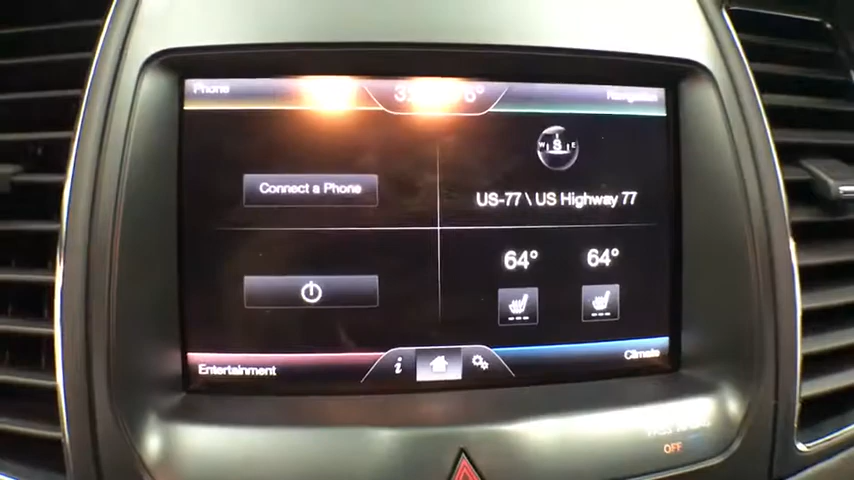 Phone
Navigation
W S E
Connect a Phone
US-77 \ US Highway 77
64° 64°
Entertainment
i
Climate
OFF